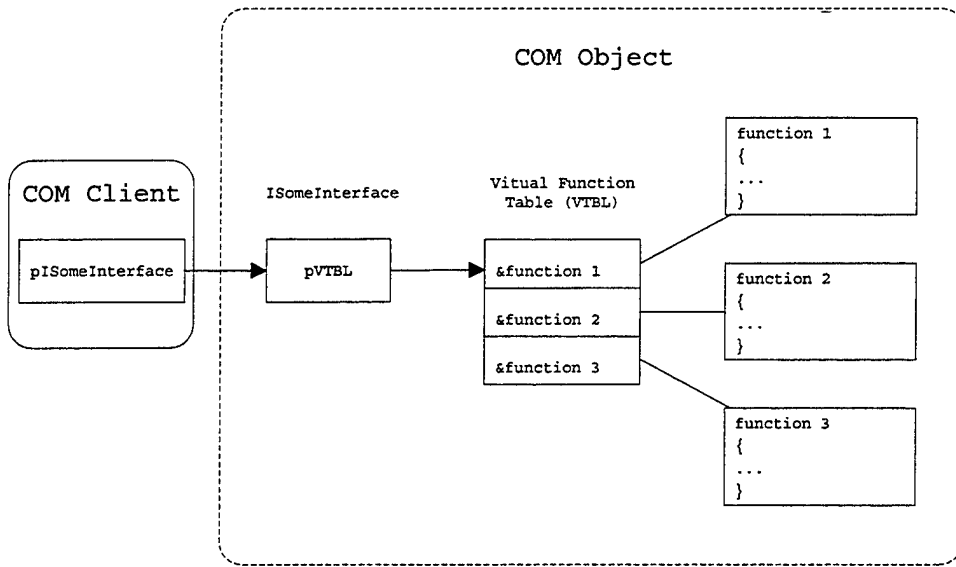 COM Object
COM Client
pISomeInterface
ISomeInterface
pVTBL
Vitual Function
Table (VTBL)
&function 1
&function 2
&function 3
function 1
{
...
}
function 2
{
...
}
function 3
{
...
}